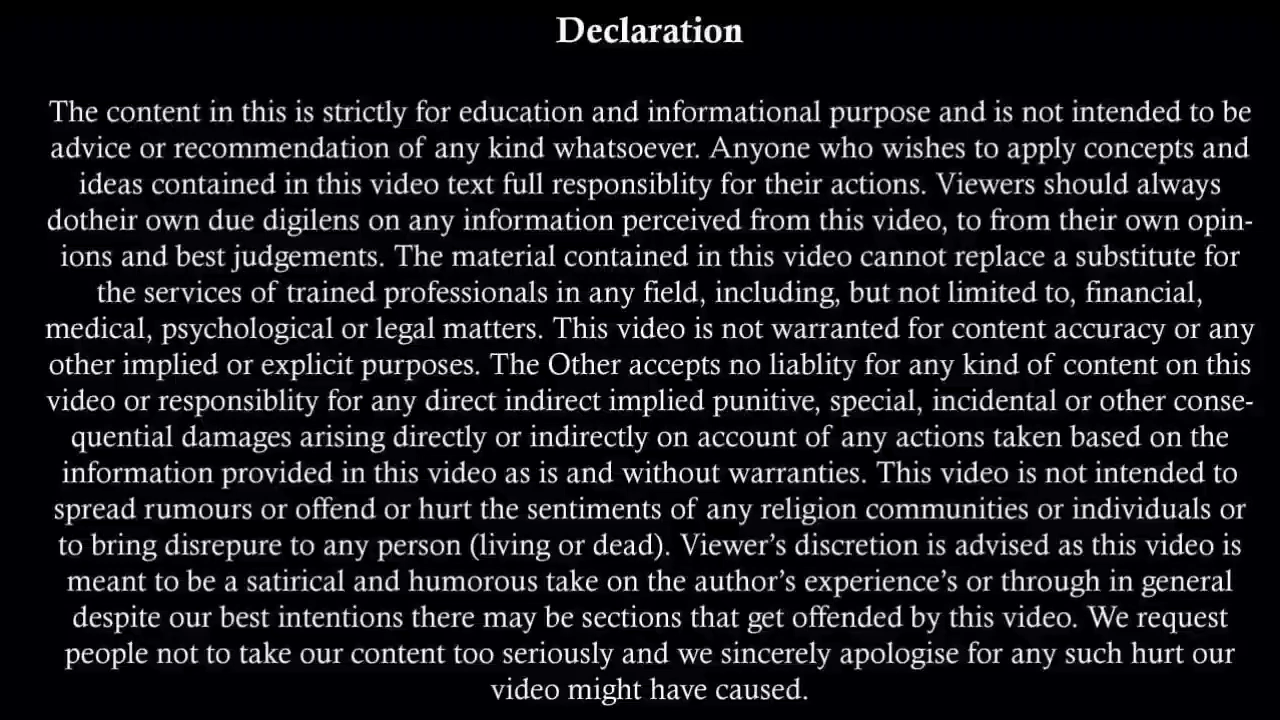 Declaration
The content in this is strictly for education and informational purpose and is not intended to be
advice or recommendation of any kind whatsoever. Anyone who wishes to apply concepts and
ideas contained in this video text full responsiblity for their actions. Viewers should always
dotheir own due digilens on any information perceived from this video, to from their own opin-
ions and best judgements. The material contained in this video cannot replace a substitute for
the services of trained professionals in any field, including, but not limited to, financial,
medical, psychological or legal matters. This video is not warranted for content accuracy or any
other implied or explicit purposes. The Other accepts no liablity for any kind of content on this
video or responsiblity for any direct indirect implied punitive, special, incidental or other conse-
quential damages arising directly or indirectly on account of any actions taken based on the
information provided in this video as is and without warranties. This video is not intended to
spread rumours or offend or hurt the sentiments of any religion communities or individuals or
to bring disrepure to any person (living or dead). Viewer's discretion is advised as this video is
meant to be a satirical and humorous take on the author's experience's or through in general
despite our best intentions there may be sections that get offended by this video. We request
people not to take our content too seriously and we sincerely apologise for any such hurt our
video might have caused.